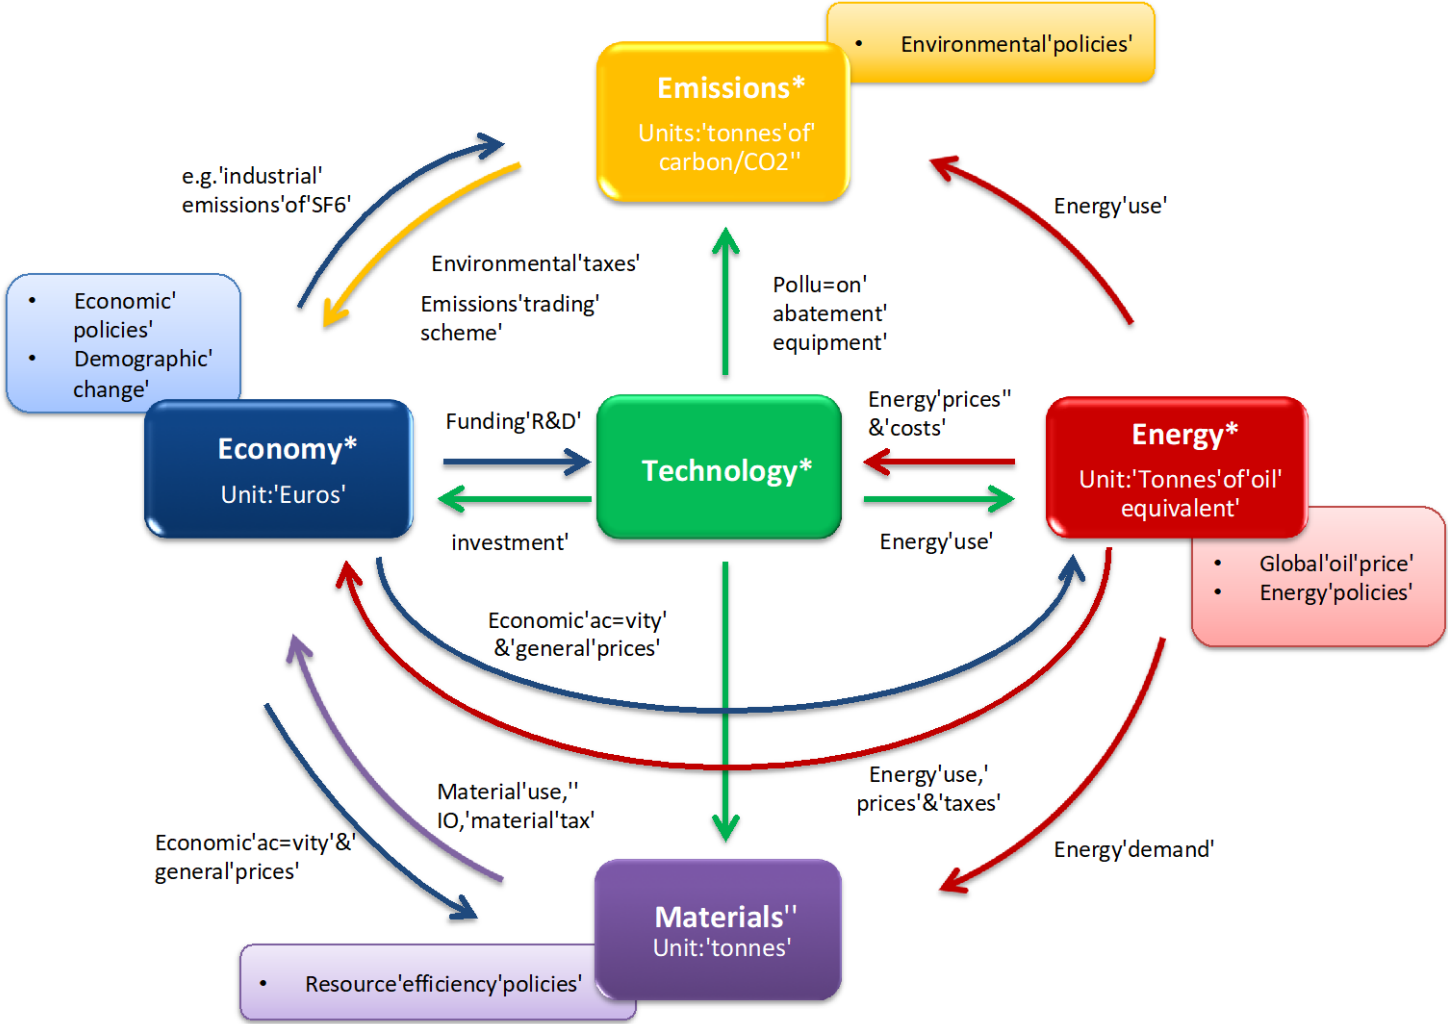 • Environmental'policies'
Emissions*
Units:'tonnes'of'
carbon/CO2''
e.g.'industrial'
emissions'of'SF6'
Energy'use'
Environmental'taxes'
Emissions'trading'
scheme'
Pollu=on'
abatement'
equipment'
• Economic'
policies'
• Demographic'
change'
Economy*
Unit:'Euros'
Funding'R&D'
investment'
Technology*
Energy'prices''
&'costs'
Energy'use'
Energy*
Unit:'Tonnes'of'oil'
equivalent'
• Global'oil'price'
• Energy'policies'
Economic'ac=vity'
&'general'prices'
Energy'use,'
prices'&'taxes'
Material'use,''
IO,'material'tax'
Economic'ac=vity'&'
general'prices'
Energy'demand'
Materials''
Unit:'tonnes'
• Resource'efficiency'policies'